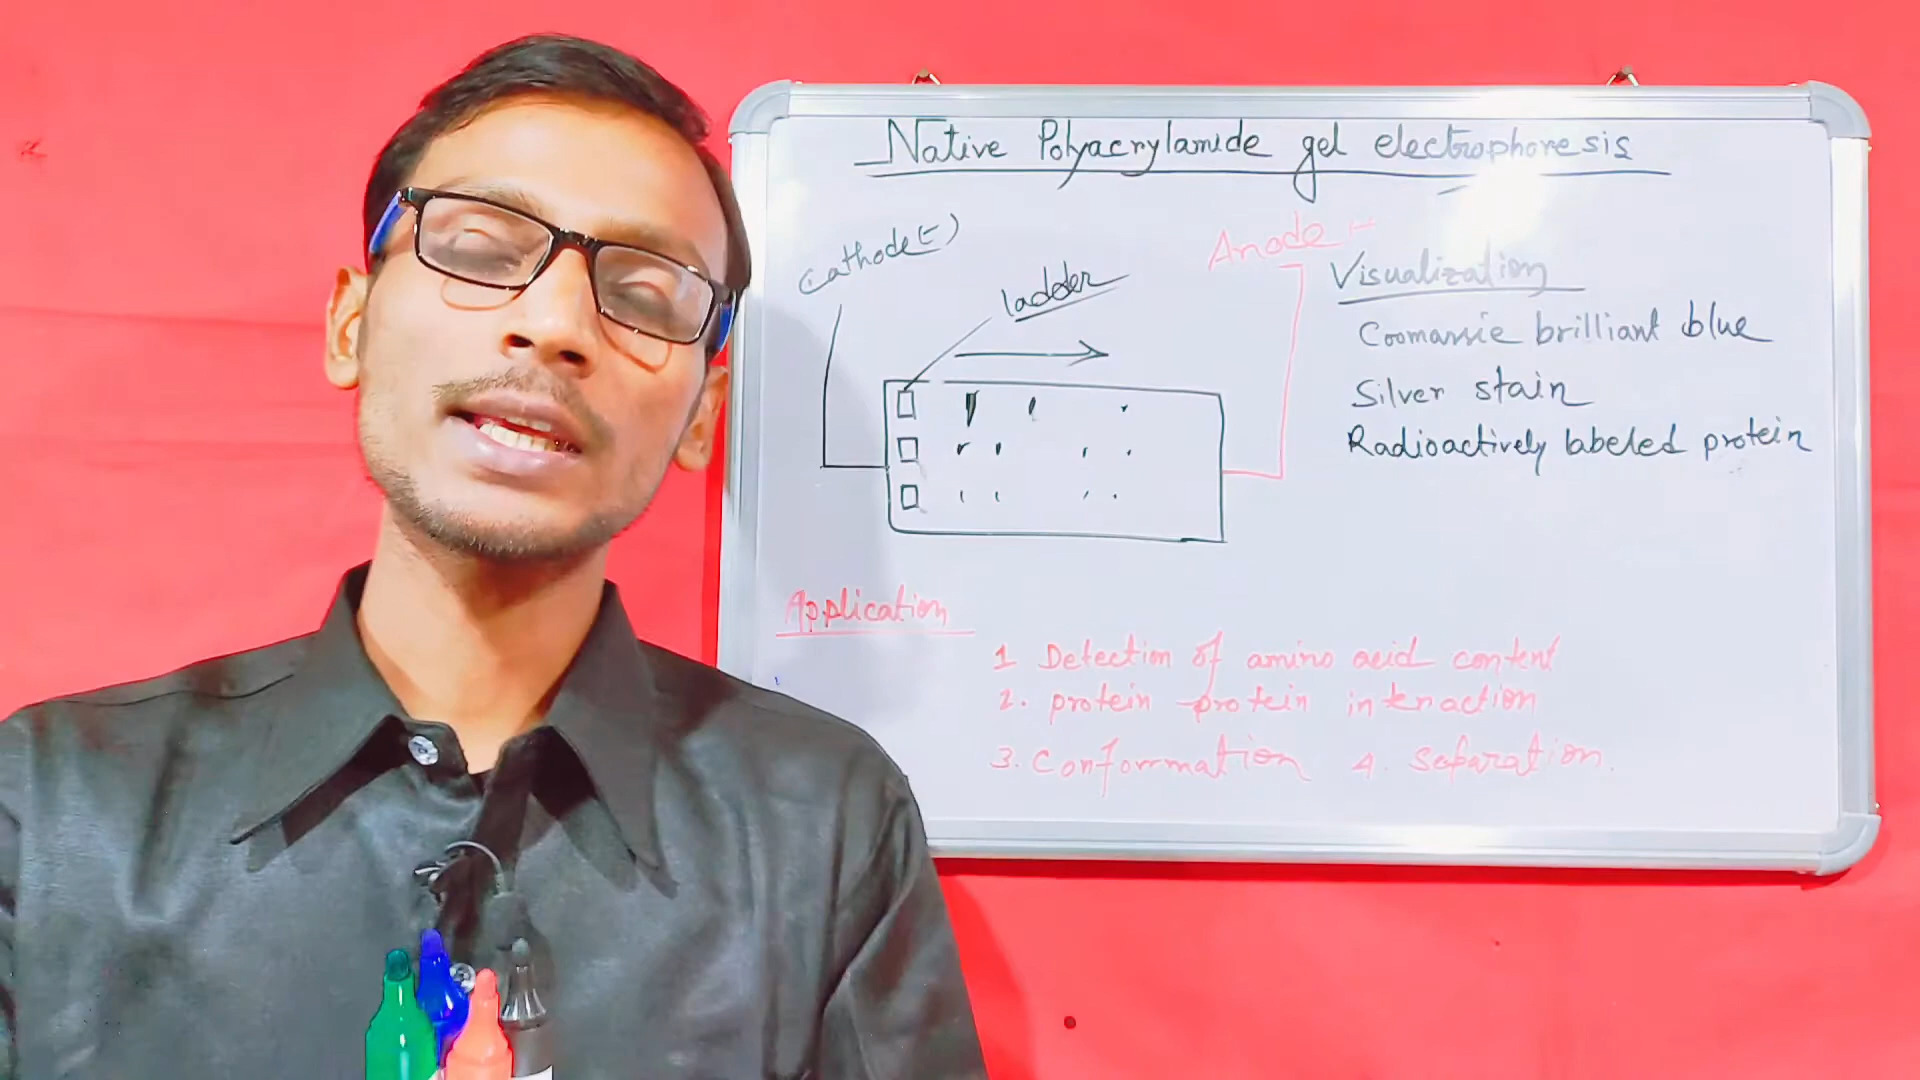 Native Polyacrylamide gel electrophoresis
Cathode(-)
Anode
ladder
Visualization
Coomassie brilliant blue
Silver stain
Radioactively labeled protein
Application
1 Detection of amino acid content
2. protein-protein interaction
3. Conformation 4. Separation.